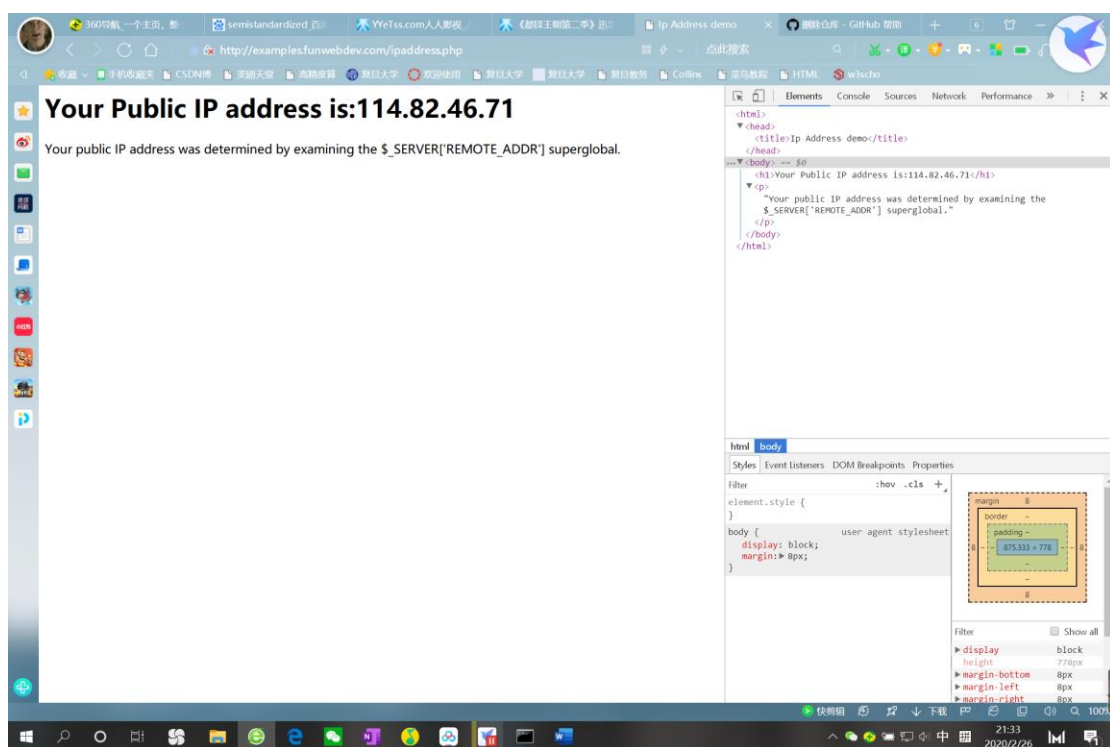 360导航_一个主页，整
semistandardized_百度
YYeTss.com人人影视
《都铎王朝第二季》迅
Ip Address demo
删除仓库 - GitHub 帮助
6
http://examples.funwebdev.com/ipaddress.php
点此搜索
收藏
手机收藏夹
CSDN博
美剧天堂
高精度算
复旦大学
欢迎使用
复旦大学
复旦大学
复旦教务
Collins
菜鸟教程
HTML
w3scho
Your Public IP address is:114.82.46.71
Your public IP address was determined by examining the $_SERVER['REMOTE_ADDR'] superglobal.
Elements Console Sources Network Performance »
<html>
<head>
<title>Ip Address demo</title>
</head>
...<body> == $0
<h1>Your Public IP address is:114.82.46.71</h1>
<p>
"Your public IP address was determined by examining the
$_SERVER['REMOTE_ADDR'] superglobal."
</p>
</body>
</html>
html body
Styles Event Listeners DOM Breakpoints Properties
Filter :hov .cls +
element.style {
}
body { user agent stylesheet
display: block;
margin: 8px;
}
margin 8
border -
padding -
8 - - 875.333 × 778 - - 8
-
-
8
Filter Show all
display block
height 778px
margin-bottom 8px
margin-left 8px
margin-right 8px
快剪辑
下载
100%
中
21:33
2020/2/26